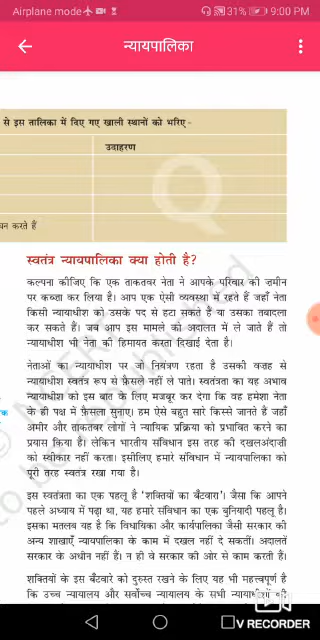 Airplane mode 31% 9:00 PM
न्यायपालिका
से इस तालिका में दिए गए खाली स्थानों को भरिए -
उदाहरण
यन करते हैं
स्वतंत्र न्यायपालिका क्या होती है?
कल्पना कीजिए कि एक ताकतवर नेता ने आपके परिवार की ज़मीन
पर कब्ज़ा कर लिया है। आप एक ऐसी व्यवस्था में रहते हैं जहाँ नेता
किसी न्यायाधीश को उसके पद से हटा सकते हैं या उसका तबादला
कर सकते हैं। जब आप इस मामले को अदालत में ले जाते हैं तो
न्यायाधीश भी नेता की हिमायत करता दिखाई देता है।
नेताओं का न्यायाधीश पर जो नियंत्रण रहता है उसकी वजह से
न्यायाधीश स्वतंत्र रूप से फ़ैसले नहीं ले पाते। स्वतंत्रता का यह अभाव
न्यायाधीश को इस बात के लिए मजबूर कर देगा कि वह हमेशा नेता
के ही पक्ष में फ़ैसला सुनाए। हम ऐसे बहुत सारे किस्से जानते हैं जहाँ
अमीर और ताकतवर लोगों ने न्यायिक प्रक्रिया को प्रभावित करने का
प्रयास किया है। लेकिन भारतीय संविधान इस तरह की दखलअंदाज़ी
को स्वीकार नहीं करता। इसीलिए हमारे संविधान में न्यायपालिका को
पूरी तरह स्वतंत्र रखा गया है।
इस स्वतंत्रता का एक पहलू है 'शक्तियों का बँटवारा'। जैसा कि आपने
पहले अध्याय में पढ़ा था, यह हमारे संविधान का एक बुनियादी पहलू है।
इसका मतलब यह है कि विधायिका और कार्यपालिका जैसी सरकार की
अन्य शाखाएँ न्यायपालिका के काम में दखल नहीं दे सकतीं। अदालतें
सरकार के अधीन नहीं हैं। न ही वे सरकार की ओर से काम करती हैं।
शक्तियों के इस बँटवारे को दुरुस्त रखने के लिए यह भी महत्त्वपूर्ण है
कि उच्च न्यायालय और सर्वोच्च न्यायालय के सभी न्यायाधीशों की
V RECORDER